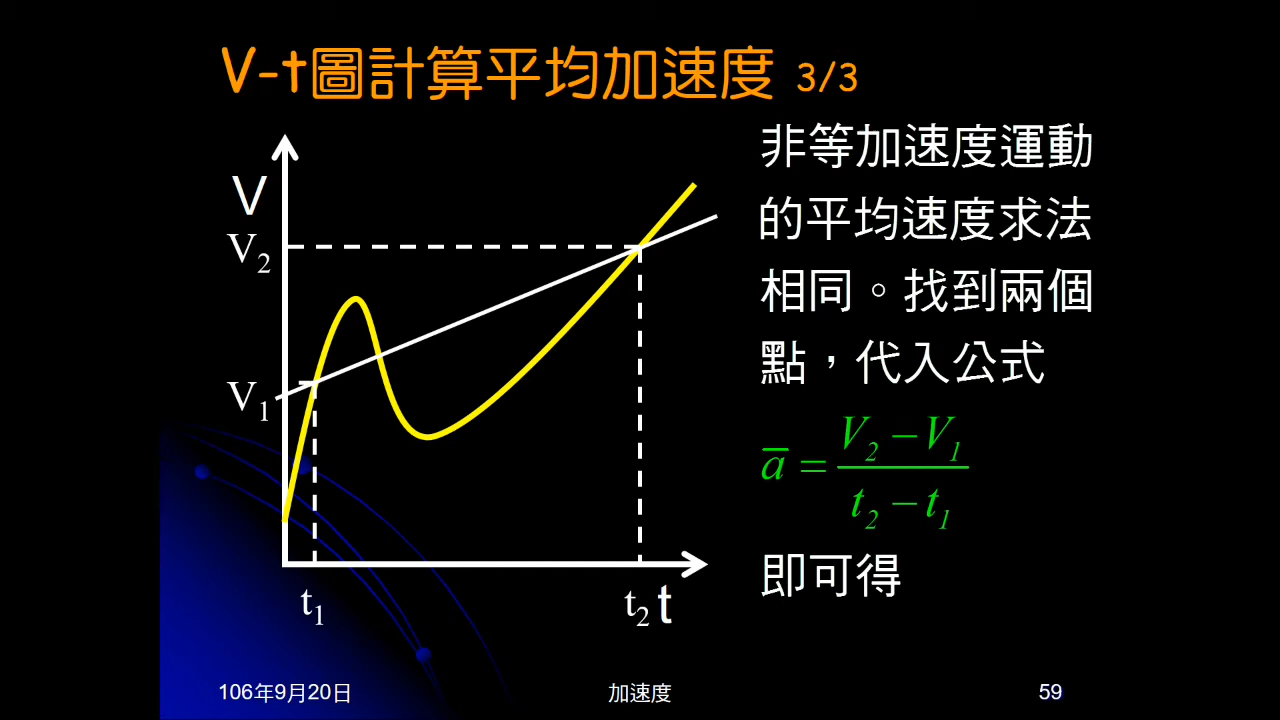 V-t圖計算平均加速度 3/3
V
V2
V1
t1
t2 t
非等加速度運動
的平均速度求法
相同。找到兩個
點，代入公式
a̅ = (V2 − V1) / (t2 − t1)
即可得
106年9月20日
加速度
59